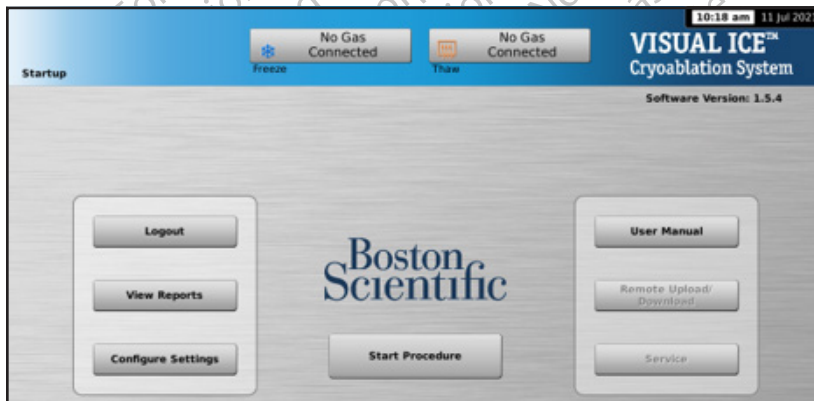 10:18 am 11 Jul 202
No Gas
Connected
Freeze
No Gas
Connected
Thaw
VISUAL ICE™
Cryoablation System
Startup
Software Version: 1.5.4
Logout
View Reports
Configure Settings
Boston
Scientific
Start Procedure
User Manual
Remote Upload/
Download
Service